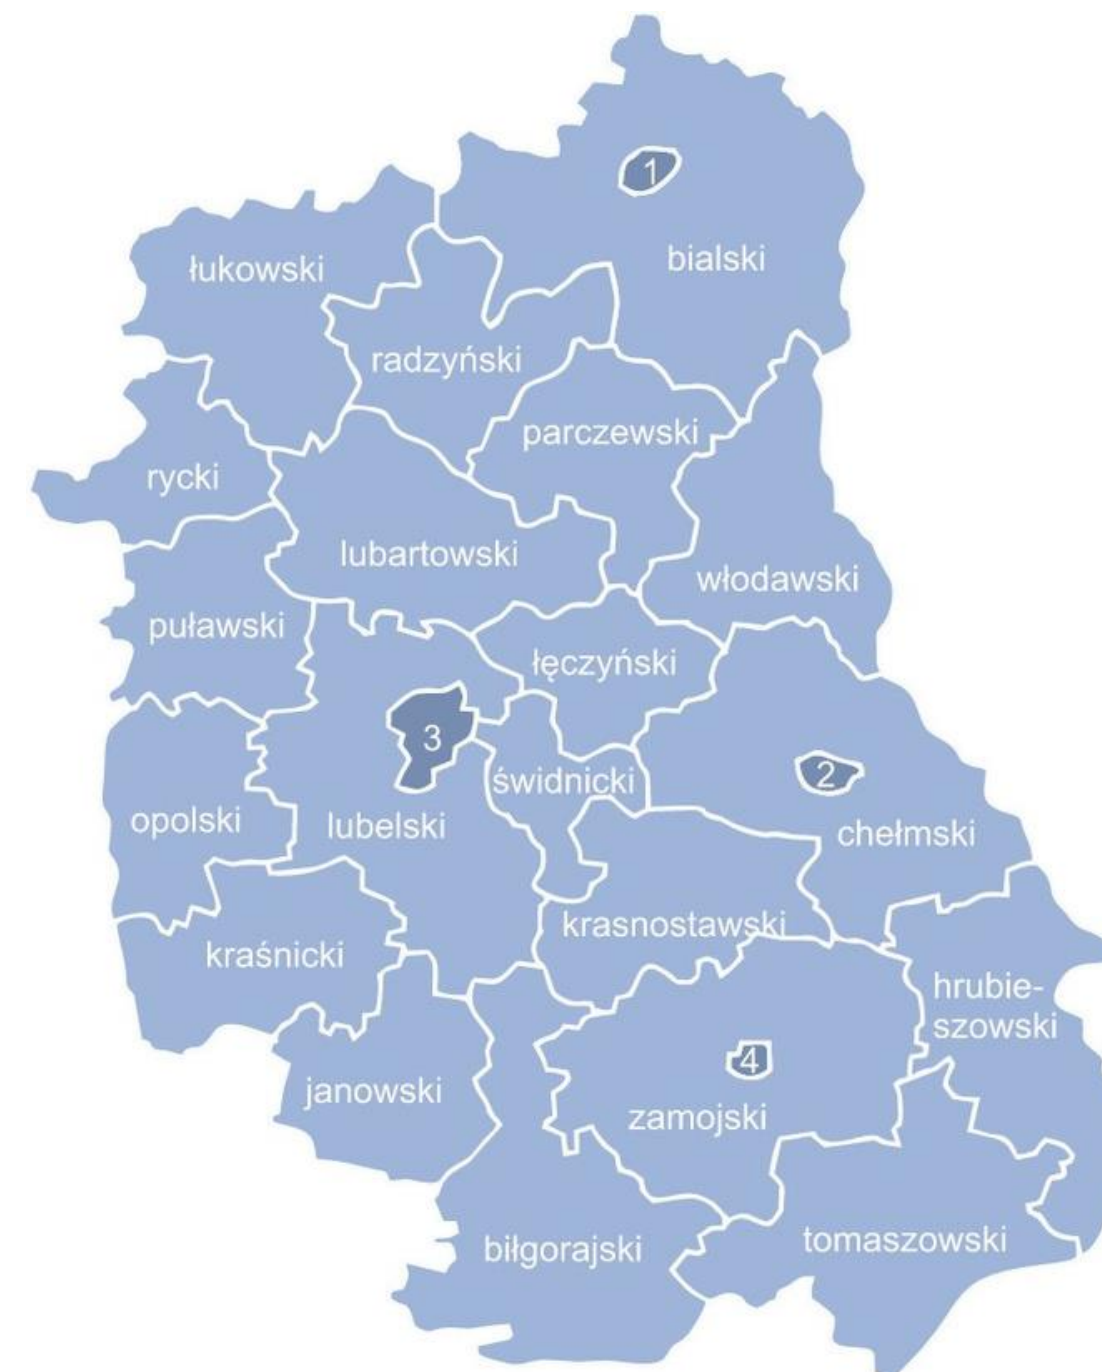 1
bialski
łukowski
radzyński
parczewski
rycki
lubartowski
włodawski
puławski
łęczyński
3
2
świdnicki
opolski
lubelski
chełmski
krasnostawski
kraśnicki
hrubie-
szowski
4
janowski
zamojski
tomaszowski
biłgorajski